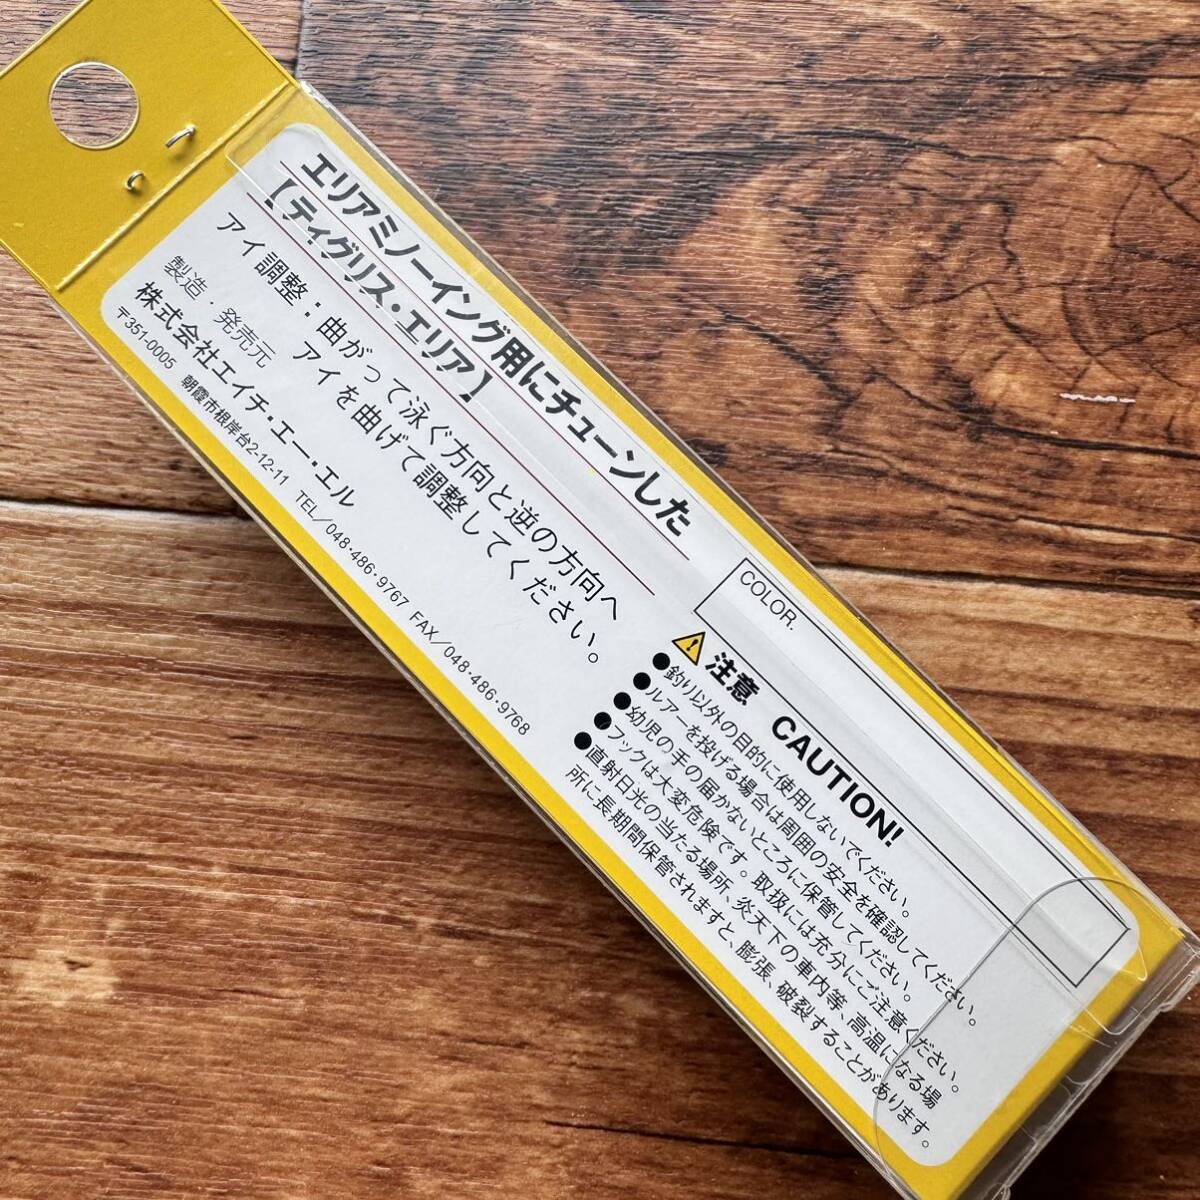 エリアミノーイング用にチューンした
【ティグリス・エリア】
アイ調整：曲がって泳ぐ方向と逆の方向へ
アイを曲げて調整してください。
製造・発売元
株式会社エイチ・エー・エル
〒351-0005 朝霞市根岸台2-12-11 TEL／048・486・9767 FAX／048・486・9768
COLOR.
注意 CAUTION!
●釣り以外の目的に使用しないでください。
●ルアーを投げる場合は周囲の安全を確認してください。
●幼児の手の届かないところに保管してください。
●フックは大変危険です。取扱には充分にご注意ください。
●直射日光の当たる場所、炎天下の車内等、高温になる場
所に長期間保管されますと、膨張、破裂することがあります。